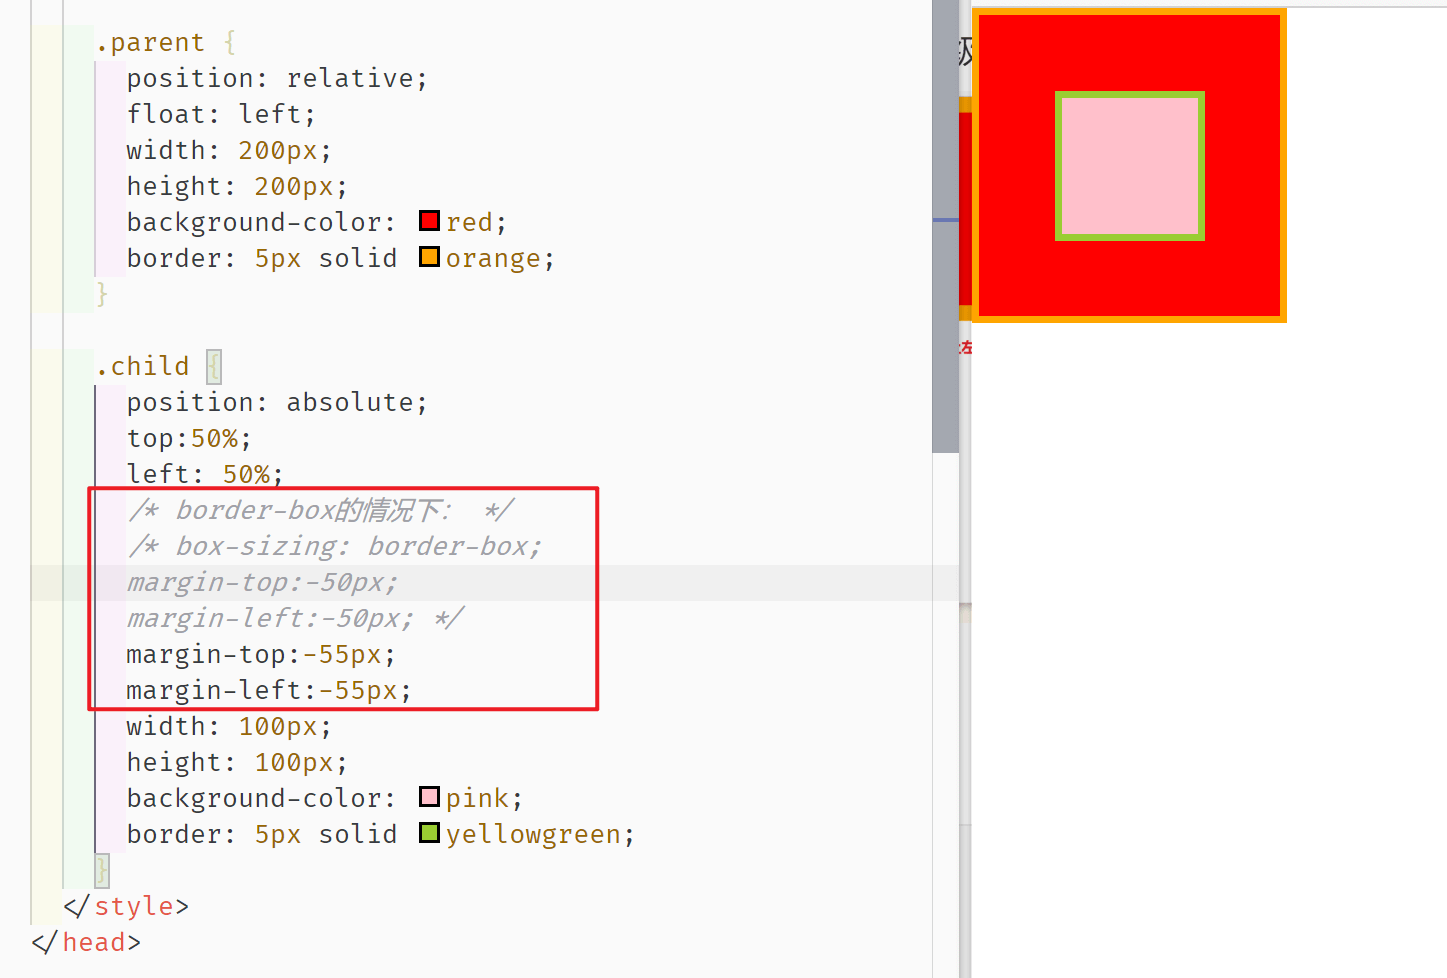 .parent {
position: relative;
float: left;
width: 200px;
height: 200px;
background-color: red;
border: 5px solid orange;
}
.child {
position: absolute;
top:50%;
left: 50%;
/* border-box的情况下： */
/* box-sizing: border-box;
margin-top:-50px;
margin-left:-50px; */
margin-top:-55px;
margin-left:-55px;
width: 100px;
height: 100px;
background-color: pink;
border: 5px solid yellowgreen;
}
</style>
</head>
级
左